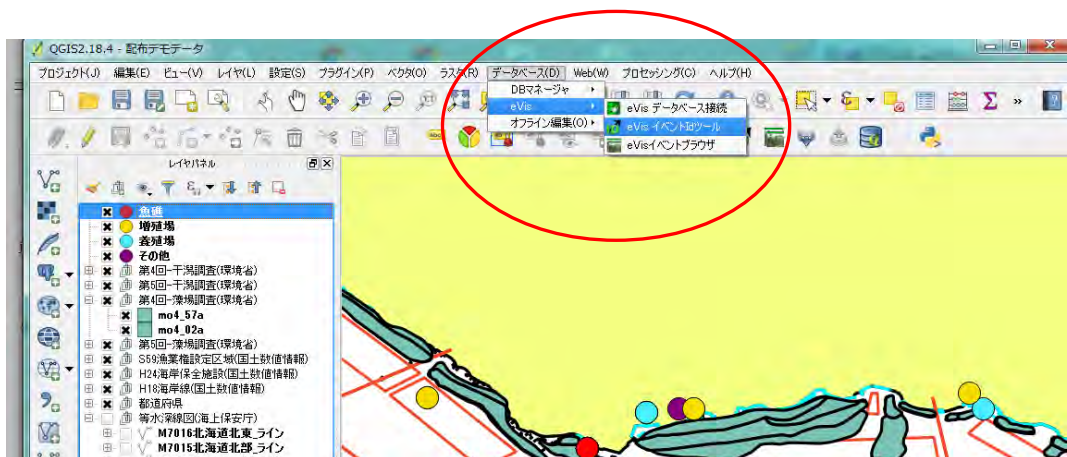 QGIS2.18.4 - 配布デモデータ
プロジェクト(J) 編集(E) ビュー(V) レイヤ(L) 設定(S) プラグイン(P) ベクタ(O) ラスタ(R) データベース(D) Web(W) プロセッシング(C) ヘルプ(H)
DBマネージャ
eVis
オフライン編集(O)
eVis データベース接続
eVis イベントIdツール
eVisイベントブラウザ
レイヤパネル
魚礁
増殖場
養殖場
その他
第4回-干潟調査(環境省)
第5回-干潟調査(環境省)
第4回-藻場調査(環境省)
mo4_57a
mo4_02a
第5回-藻場調査(環境省)
S59漁業権設定区域(国土数値情報)
H24海岸保全施設(国土数値情報)
H18海岸線(国土数値情報)
都道府県
等水深線図(海上保安庁)
M7016北海道北東_ライン
M7015北海道北部_ライン